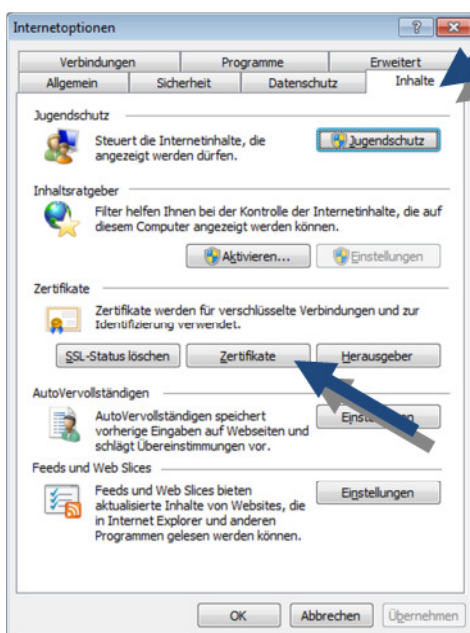 Internetoptionen
Verbindungen Programme Erweitert
Allgemein Sicherheit Datenschutz Inhalte
Jugendschutz
Steuert die Internetinhalte, die
angezeigt werden dürfen.
Jugendschutz
Inhaltsratgeber
Filter helfen Ihnen bei der Kontrolle der Internetinhalte, die auf
diesem Computer angezeigt werden können.
Aktivieren... Einstellungen
Zertifikate
Zertifikate werden für verschlüsselte Verbindungen und zur
Identifizierung verwendet.
SSL-Status löschen Zertifikate Herausgeber
AutoVervollständigen
AutoVervollständigen speichert
vorherige Eingaben auf Webseiten und
schlägt Übereinstimmungen vor.
Einstellungen
Feeds und Web Slices
Feeds und Web Slices bieten
aktualisierte Inhalte von Websites, die
in Internet Explorer und anderen
Programmen gelesen werden können.
Einstellungen
OK Abbrechen Übernehmen